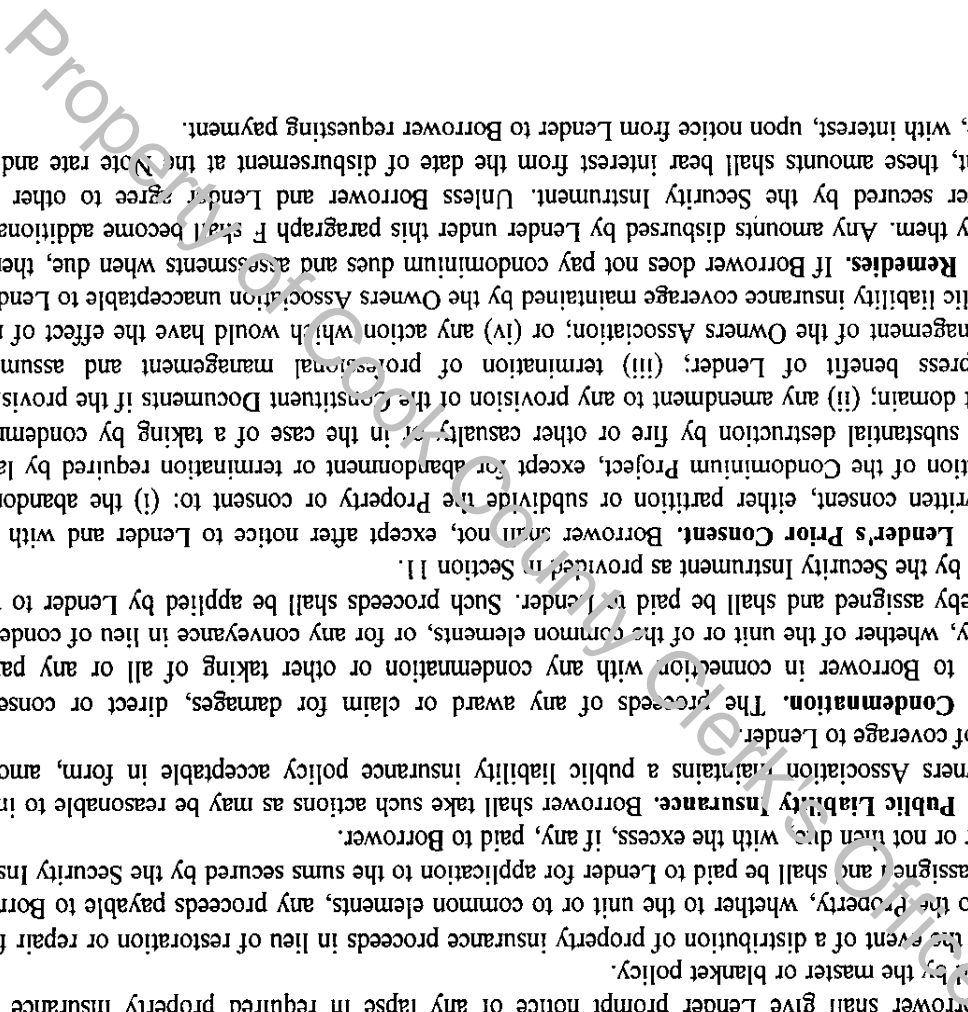 rrower shall give Lender prompt notice of any lapse in required property insurance
d by the master or blanket policy.
the event of a distribution of property insurance proceeds in lieu of restoration or repair f
o the Property, whether to the unit or to common elements, any proceeds payable to Borr
assigned and shall be paid to Lender for application to the sums secured by the Security Ins
r or not then due, with the excess, if any, paid to Borrower.
Public Liability Insurance. Borrower shall take such actions as may be reasonable to in
ners Association maintains a public liability insurance policy acceptable in form, amo
of coverage to Lender.
Condemnation. The proceeds of any award or claim for damages, direct or conse
to Borrower in connection with any condemnation or other taking of all or any pa
y, whether of the unit or of the common elements, or for any conveyance in lieu of conde
eby assigned and shall be paid to Lender. Such proceeds shall be applied by Lender to
by the Security Instrument as provided in Section 11.
Lender's Prior Consent. Borrower shall not, except after notice to Lender and with
ritten consent, either partition or subdivide the Property or consent to: (i) the abandon
tion of the Condominium Project, except for abandonment or termination required by la
substantial destruction by fire or other casualty or in the case of a taking by condemn
t domain; (ii) any amendment to any provision of the Constituent Documents if the provisi
press benefit of Lender; (iii) termination of professional management and assum
nagement of the Owners Association; or (iv) any action which would have the effect of r
lic liability insurance coverage maintained by the Owners Association unacceptable to Lend
Remedies. If Borrower does not pay condominium dues and assessments when due, then
y them. Any amounts disbursed by Lender under this paragraph F shall become additiona
er secured by the Security Instrument. Unless Borrower and Lender agree to other
t, these amounts shall bear interest from the date of disbursement at the Note rate and
, with interest, upon notice from Lender to Borrower requesting payment.
Property of Cook County Clerk's Office